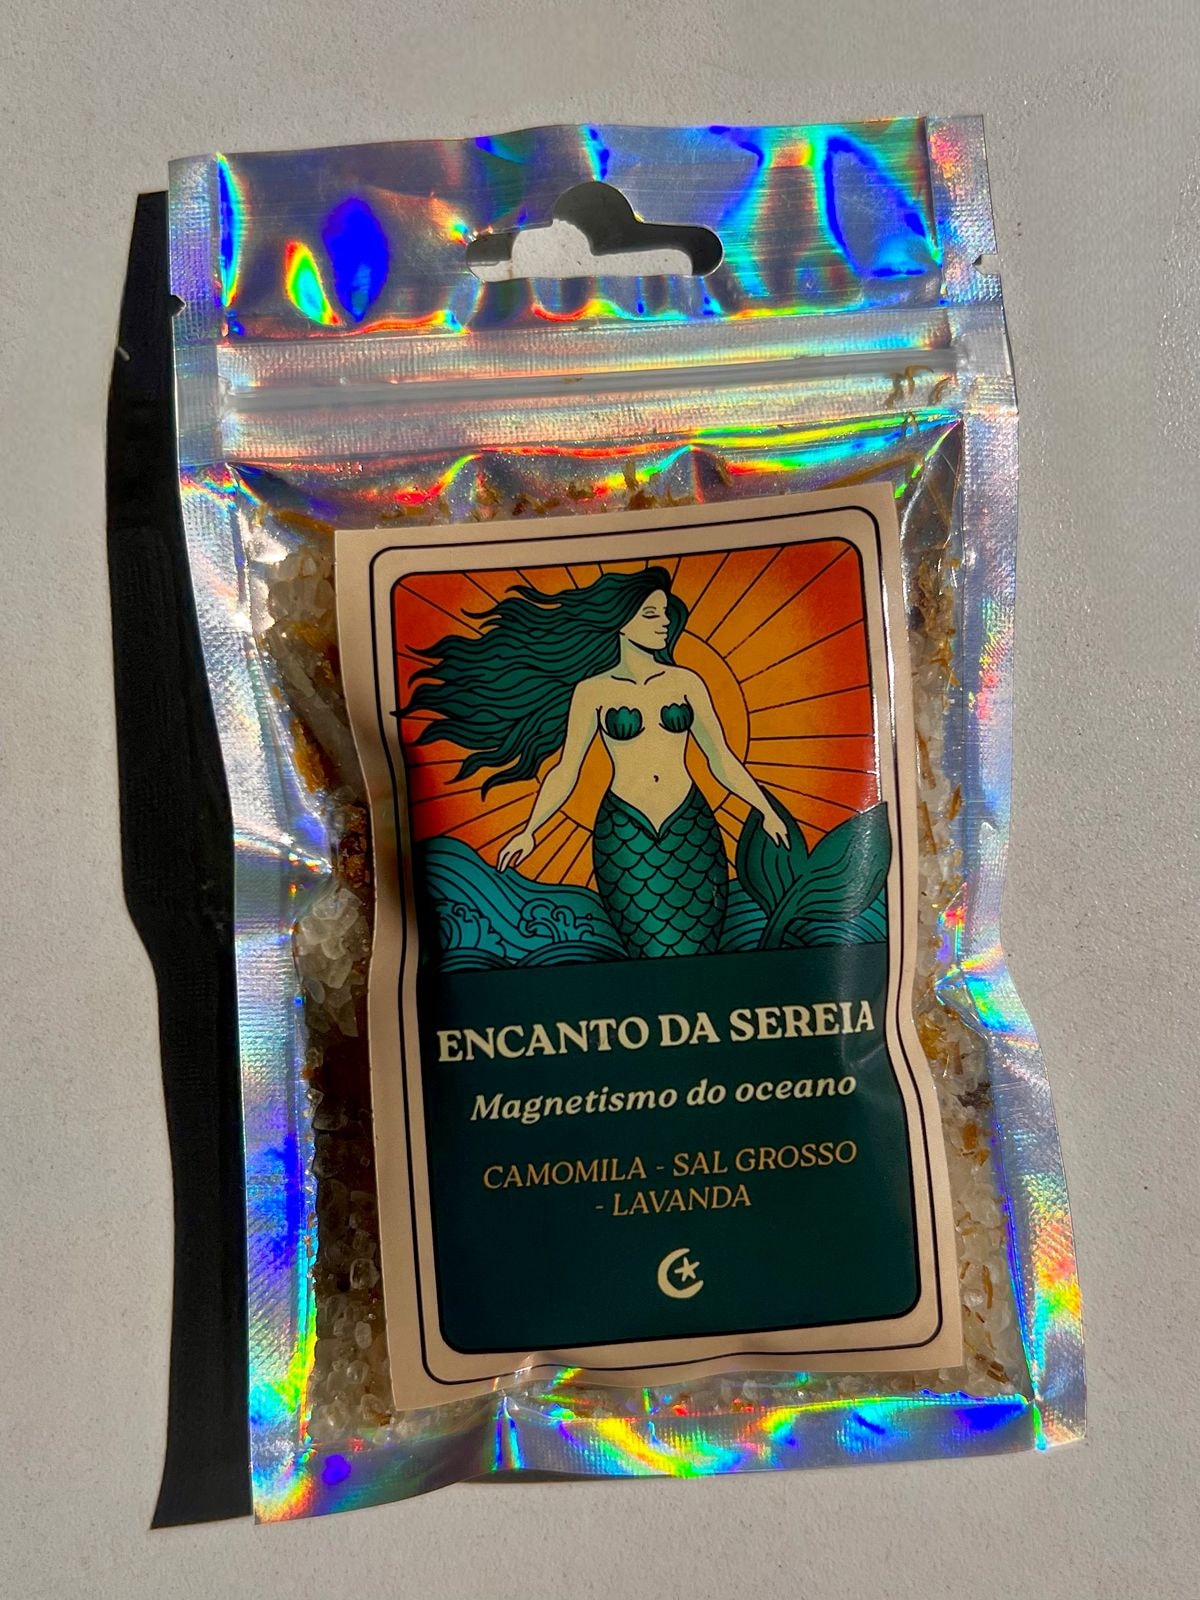 ENCANTO DA SEREIA
Magnetismo do oceano
CAMOMILA - SAL GROSSO
- LAVANDA